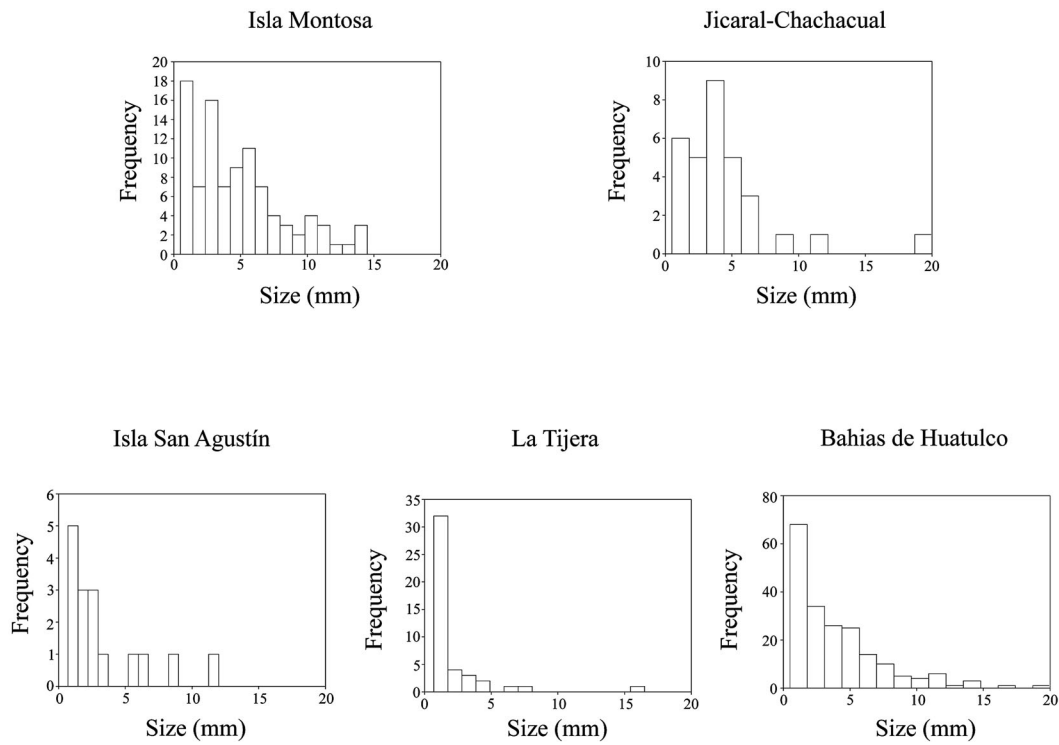 Isla Montosa
Jicaral-Chachacual
20
18
16
14
12
10
8
6
4
2
0
Frequency
0 5 10 15 20
Size (mm)
10
8
6
4
2
0
Frequency
0 5 10 15 20
Size (mm)
Isla San Agustín
La Tijera
Bahias de Huatulco
6
5
4
3
2
1
0
Frequency
0 5 10 15 20
Size (mm)
35
30
25
20
15
10
5
0
Frequency
0 5 10 15 20
Size (mm)
80
60
40
20
0
Frequency
0 5 10 15 20
Size (mm)